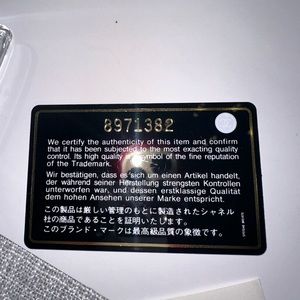 8971382
We certify the authenticity of this item and confirm
that it has been subjected to the most exacting quality
control. Its high quality is a symbol of the fine reputation
of the Trademark.
Wir bestätigen, dass es sich um einen Artikel handelt,
der während seiner Herstellung strengsten Kontrollen
unterworfen wurde, und dessen erstklassige Qualität
dem hohen Ansehen unserer Marke entspricht.
この製品は厳しい管理のもとに製造されたシャネル
社の商品であることを証明いたします。
このブランド・マークは最高級品質の象徴です。